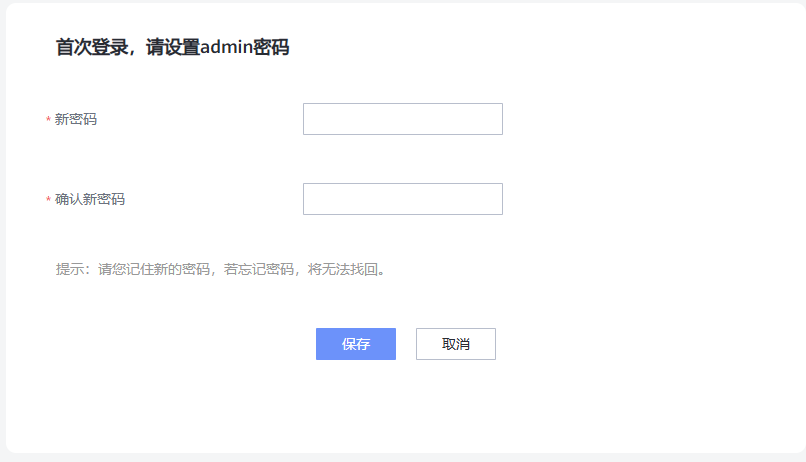 首次登录，请设置admin密码
* 新密码
* 确认新密码
提示：请您记住新的密码，若忘记密码，将无法找回。
保存 取消